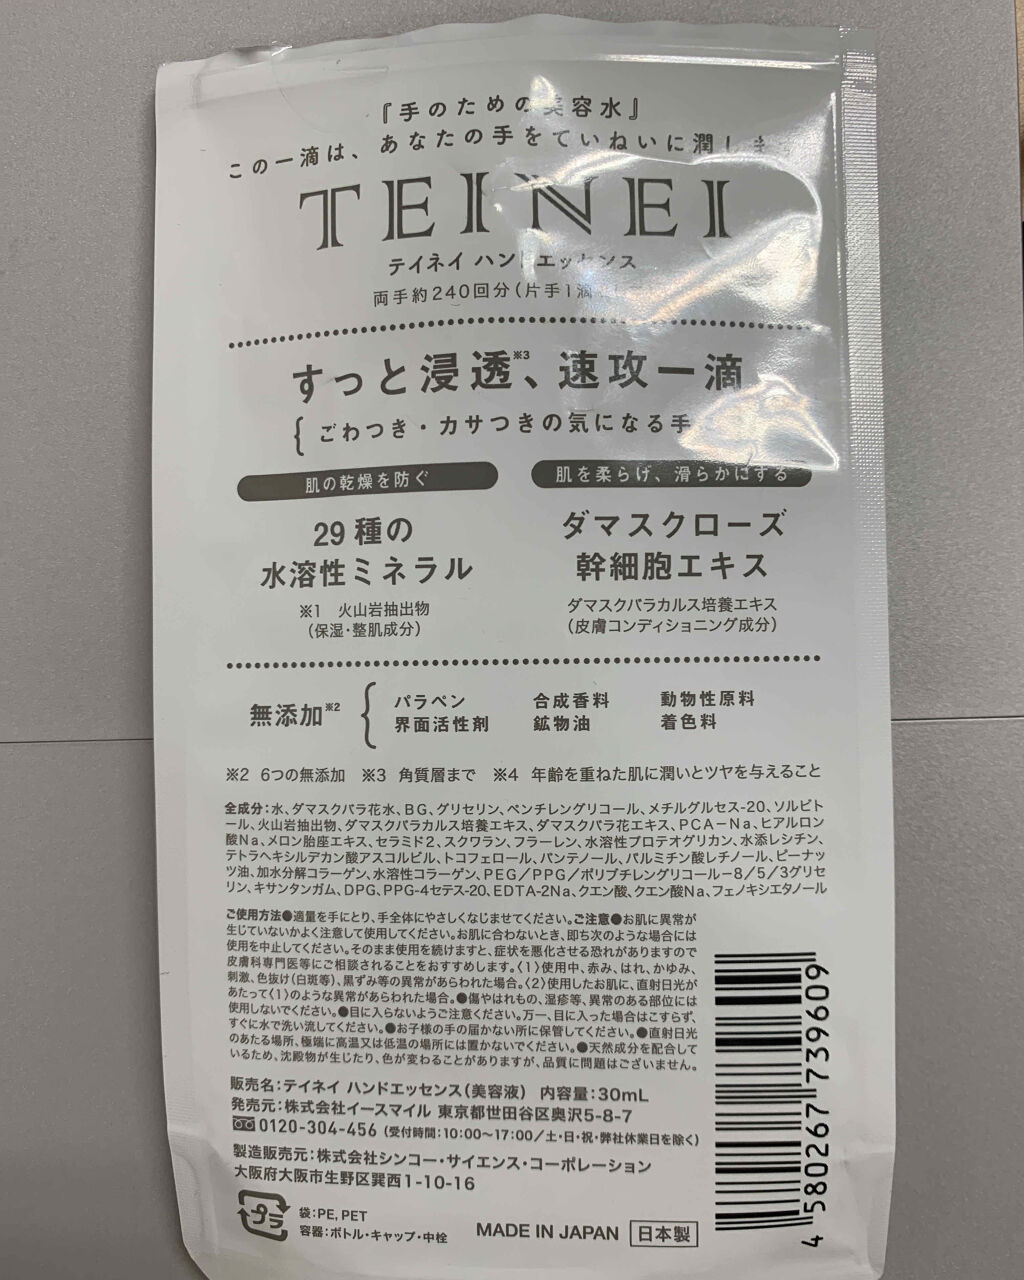 『手のための美容水』
この一滴は、あなたの手をていねいに潤しま
TEINEI
テイネイ ハンドエッセンス
両手約240回分(片手1滴
すっと浸透※3、速攻一滴
ごわつき・カサつきの気になる手
肌の乾燥を防ぐ
29種の
水溶性ミネラル
※1 火山岩抽出物
(保湿・整肌成分)
肌を柔らげ、滑らかにする
ダマスクローズ
幹細胞エキス
ダマスクバラカルス培養エキス
(皮膚コンディショニング成分)
無添加※2
パラペン 合成香料 動物性原料
界面活性剤 鉱物油 着色料
※2 6つの無添加 ※3 角質層まで ※4 年齢を重ねた肌に潤いとツヤを与えること
全成分:水、ダマスクバラ花水、BG、グリセリン、ペンチレングリコール、メチルグルセス-20、ソルビト
ール、火山岩抽出物、ダマスクバラカルス培養エキス、ダマスクバラ花エキス、PCA-Na、ヒアルロン
酸Na、メロン胎座エキス、セラミド2、スクワラン、フラーレン、水溶性プロテオグリカン、水添レシチン、
テトラヘキシルデカン酸アスコルビル、トコフェロール、パンテノール、パルミチン酸レチノール、ピーナッ
ツ油、加水分解コラーゲン、水溶性コラーゲン、PEG/PPG/ポリブチレングリコール-8/5/3グリセ
リン、キサンタンガム、DPG、PPG-4セテス-20、EDTA-2Na、クエン酸、クエン酸Na、フェノキシエタノール
ご使用方法●適量を手にとり、手全体にやさしくなじませてください。ご注意●お肌に異常が
生じていないかよく注意して使用してください。お肌に合わないとき、即ち次のような場合には
使用を中止してください。そのまま使用を続けますと、症状を悪化させる恐れがありますので
皮膚科専門医等にご相談されることをおすすめします。〈1〉使用中、赤み、はれ、かゆみ、
刺激、色抜け(白斑等)、黒ずみ等の異常があらわれた場合。〈2〉使用したお肌に、直射日光が
あたって〈1〉のような異常があらわれた場合。●傷やはれもの、湿疹等、異常のある部位には
使用しないでください。●目に入らないようご注意ください。万一、目に入った場合はこすらず、
すぐに水で洗い流してください。●お子様の手の届かない所に保管してください。●直射日光
のあたる場所、極端に高温又は低温の場所には置かないでください。●天然成分を配合して
いるため、沈殿物が生じたり、色が変わることがありますが、品質に問題はございません。
販売名:テイネイ ハンドエッセンス(美容液) 内容量:30mL
発売元:株式会社イースマイル 東京都世田谷区奥沢5-8-7
0120-304-456 (受付時間:10:00〜17:00/土・日・祝・弊社休業日を除く)
製造販売元:株式会社シンコー・サイエンス・コーポレーション
大阪府大阪市生野区巽西1-10-16
プラ
袋:PE, PET
容器:ボトル・キャップ・中栓
MADE IN JAPAN 日本製
4 580267 739609